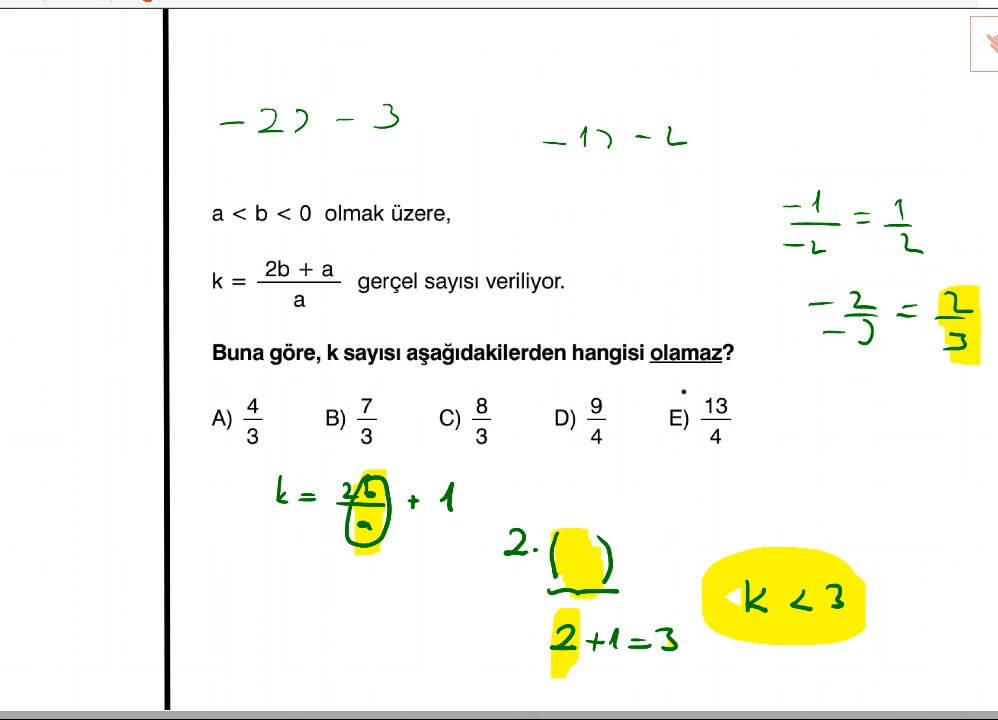 -2 > -3
-1 > -2
a < b < 0 olmak üzere,
-1/-2 = 1/2
k = (2b + a)/a gerçel sayısı veriliyor.
-2/-3 = 2/3
Buna göre, k sayısı aşağıdakilerden hangisi olamaz?
A) 4/3 B) 7/3 C) 8/3 D) 9/4 E) 13/4
k = 2b/a + 1
2.( )
k < 3
2 + 1 = 3